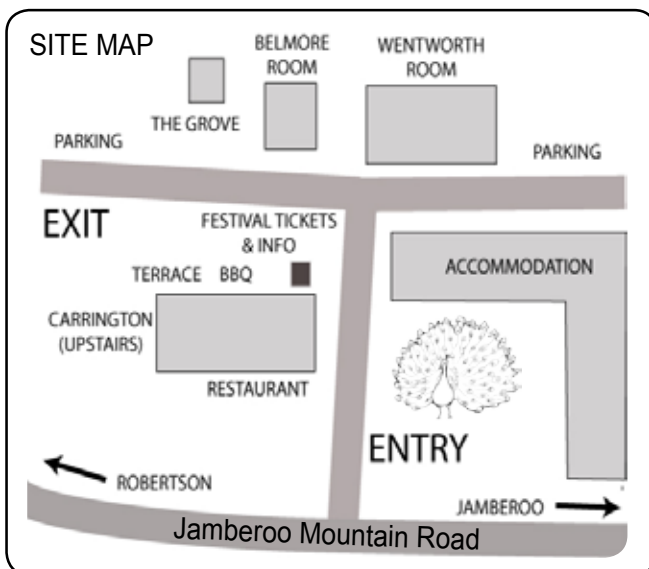 SITE MAP
BELMORE
ROOM
WENTWORTH
ROOM
THE GROVE
PARKING
PARKING
EXIT
FESTIVAL TICKETS
& INFO
TERRACE BBQ
ACCOMMODATION
CARRINGTON
(UPSTAIRS)
RESTAURANT
ENTRY
ROBERTSON
JAMBEROO
Jamberoo Mountain Road